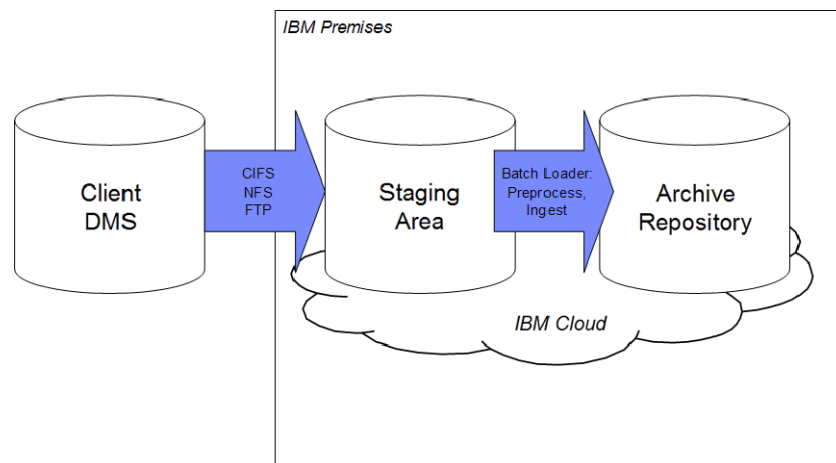 IBM Premises
Client
DMS
CIFS
NFS
FTP
Staging
Area
Batch Loader:
Preprocess,
Ingest
Archive
Repository
IBM Cloud